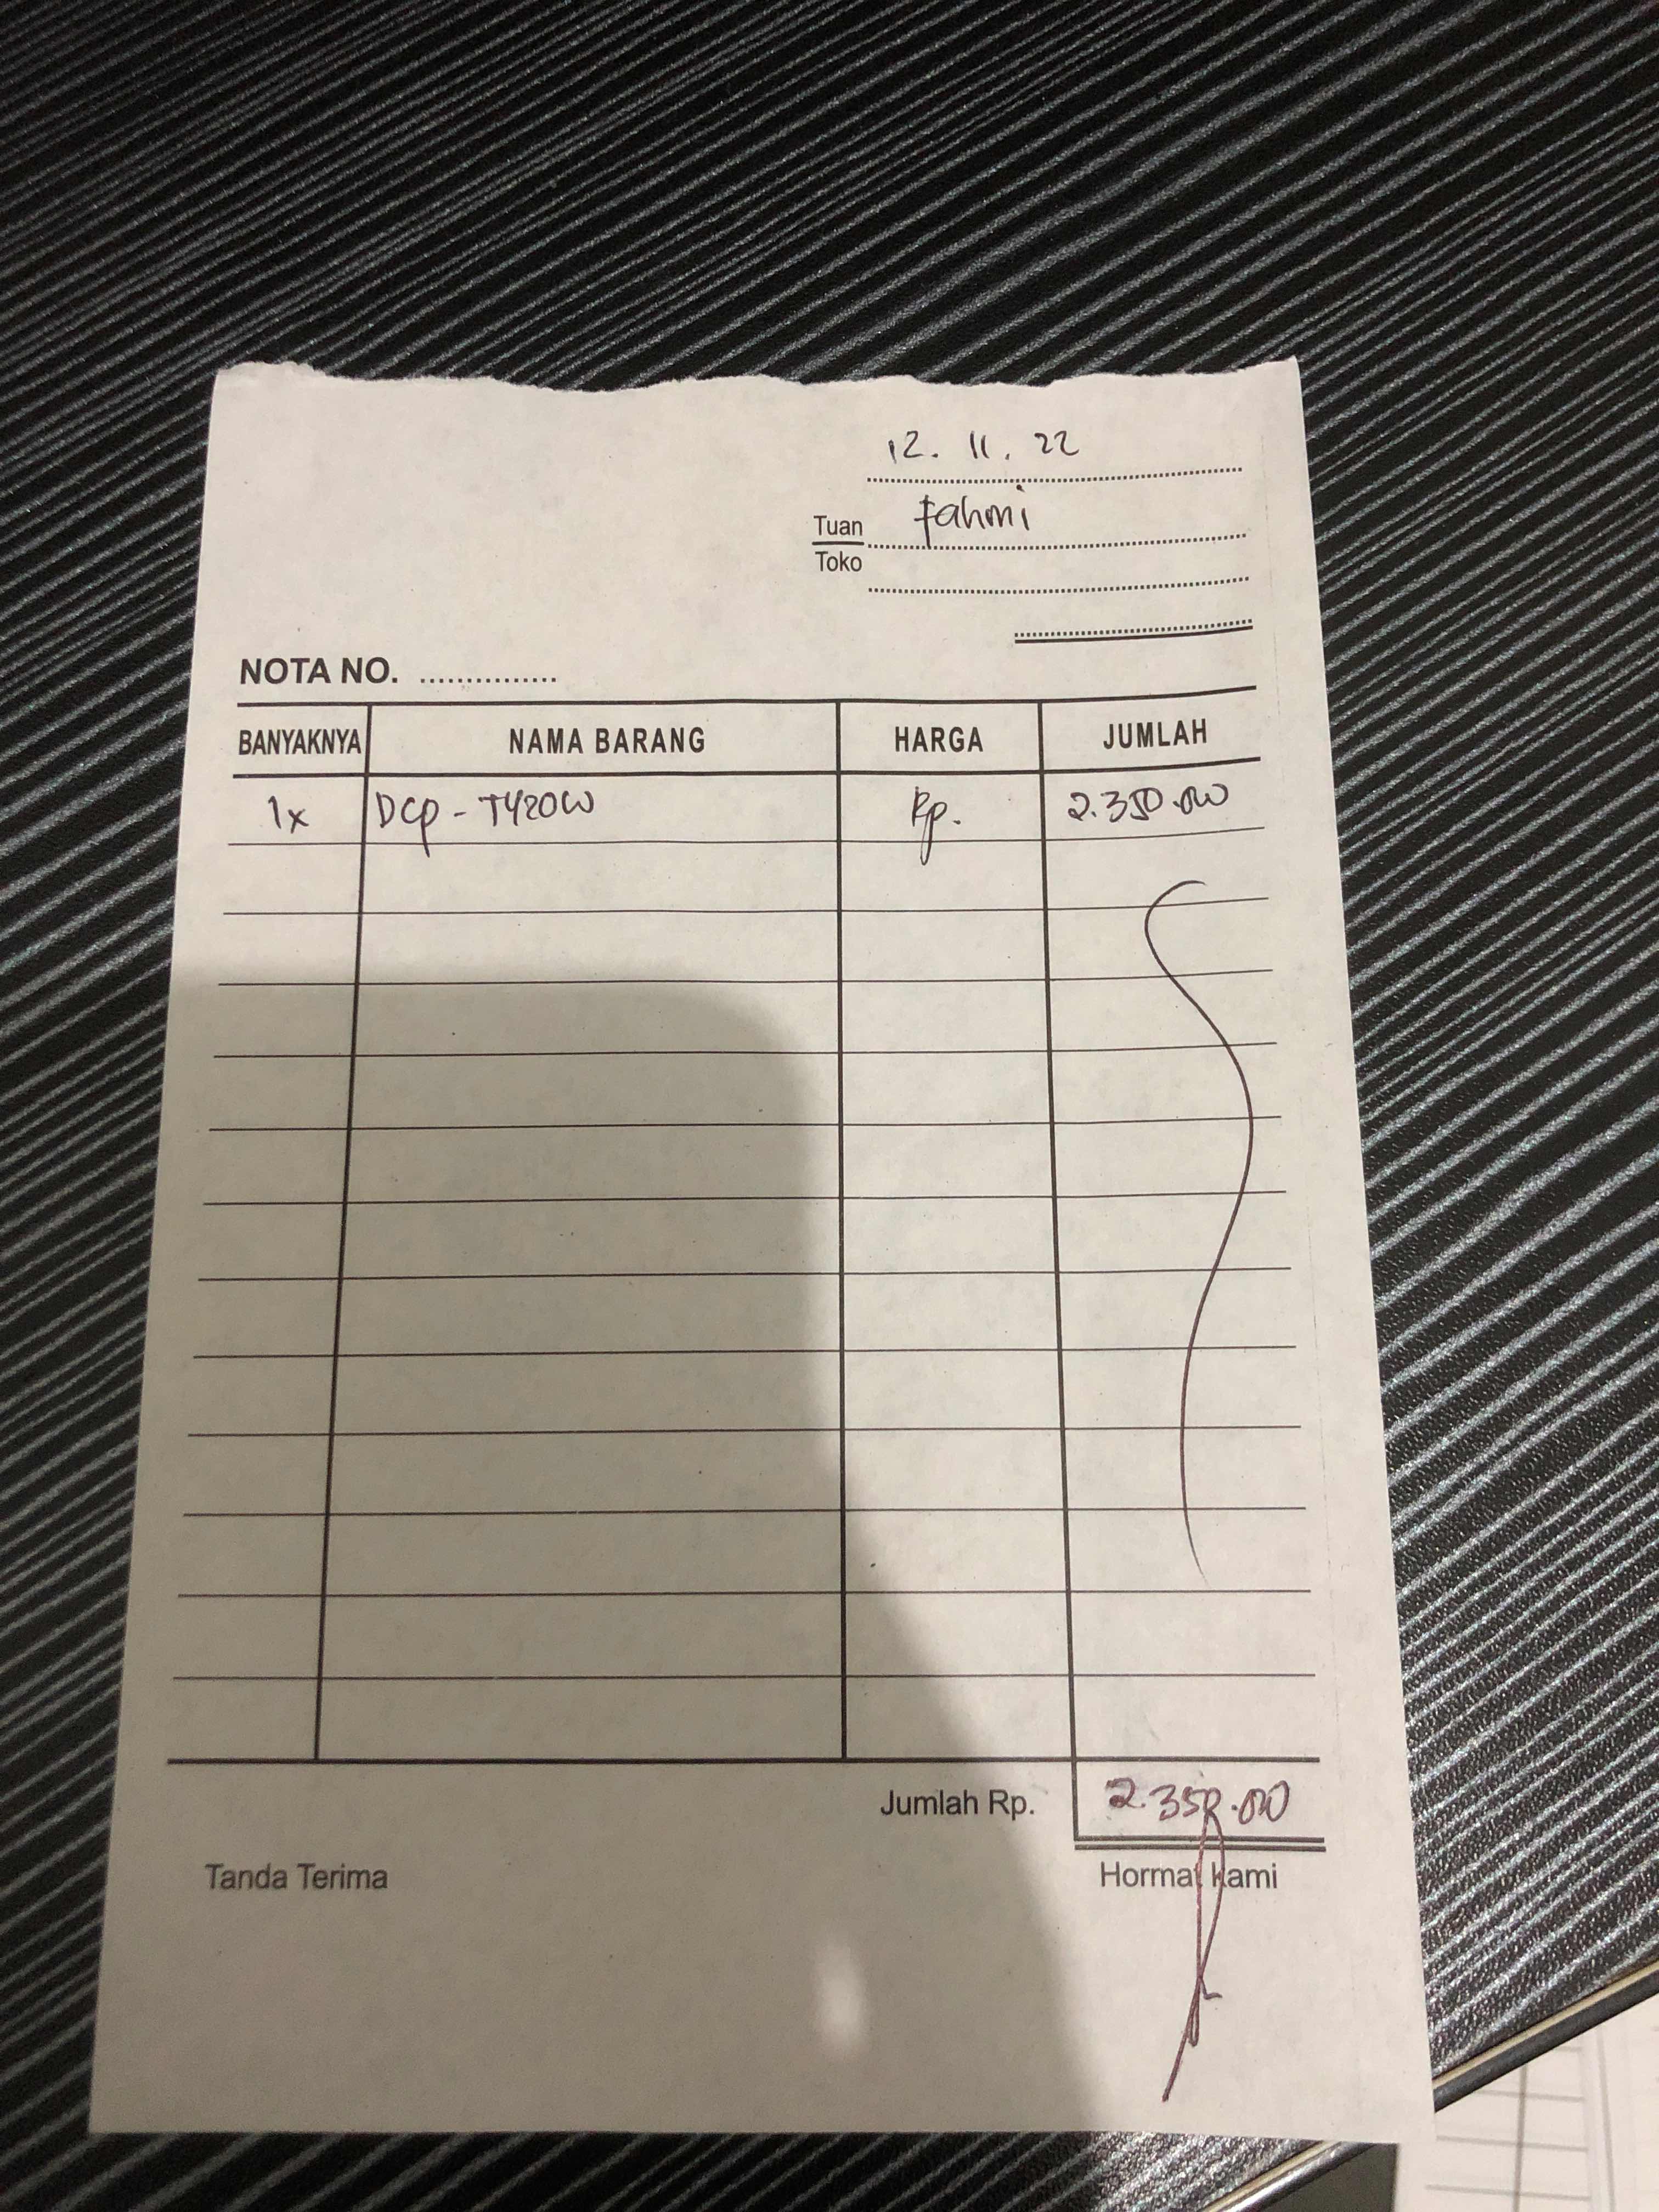 12. 11. 22
Tuan fahmi
Toko
NOTA NO. ...............
BANYAKNYA NAMA BARANG HARGA JUMLAH
1x DCP - T420W Rp. 2.350.000
Jumlah Rp. 2.350.000
Tanda Terima Hormat kami